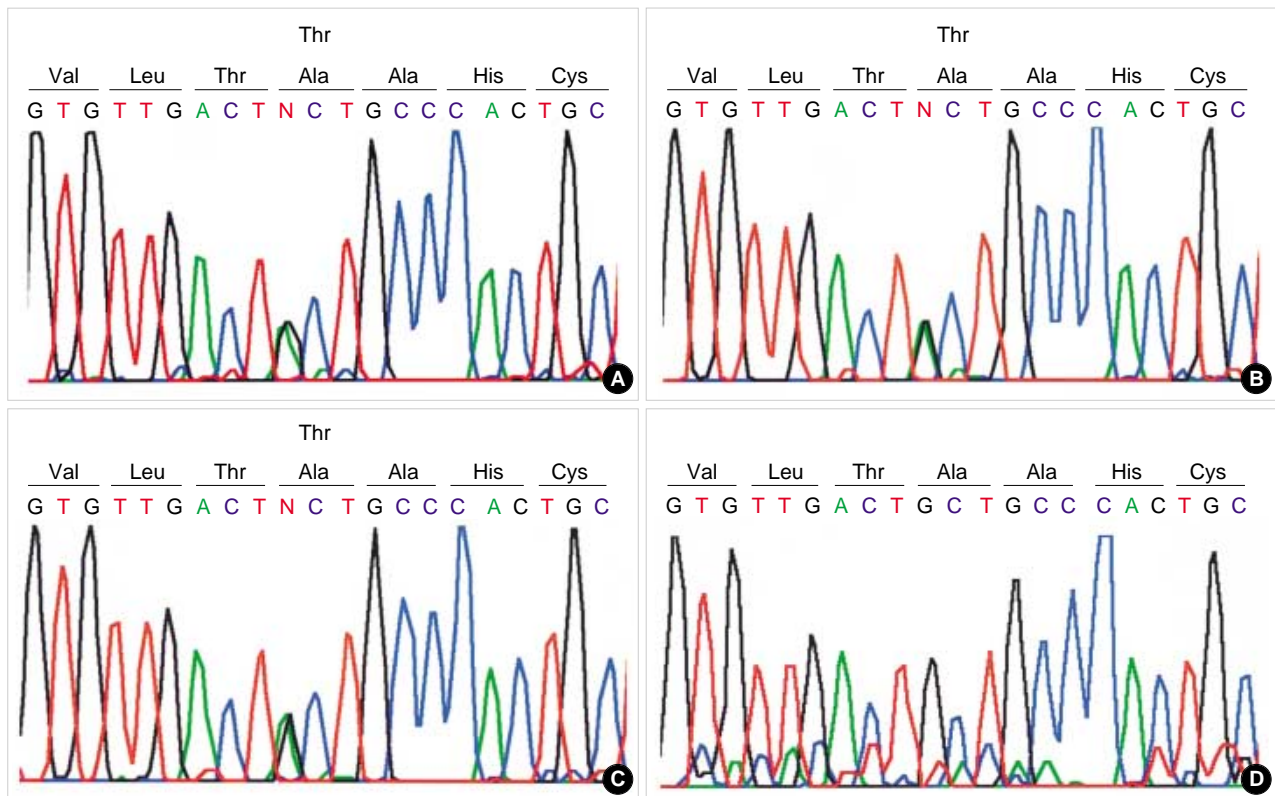 Thr
Val Leu Thr Ala Ala His Cys
G T G T T G A C T N C T G C C C A C T G C
A
Thr
Val Leu Thr Ala Ala His Cys
G T G T T G A C T N C T G C C C A C T G C
B
Thr
Val Leu Thr Ala Ala His Cys
G T G T T G A C T N C T G C C C A C T G C
C
Val Leu Thr Ala Ala His Cys
G T G T T G A C T G C T G C C C A C T G C
D